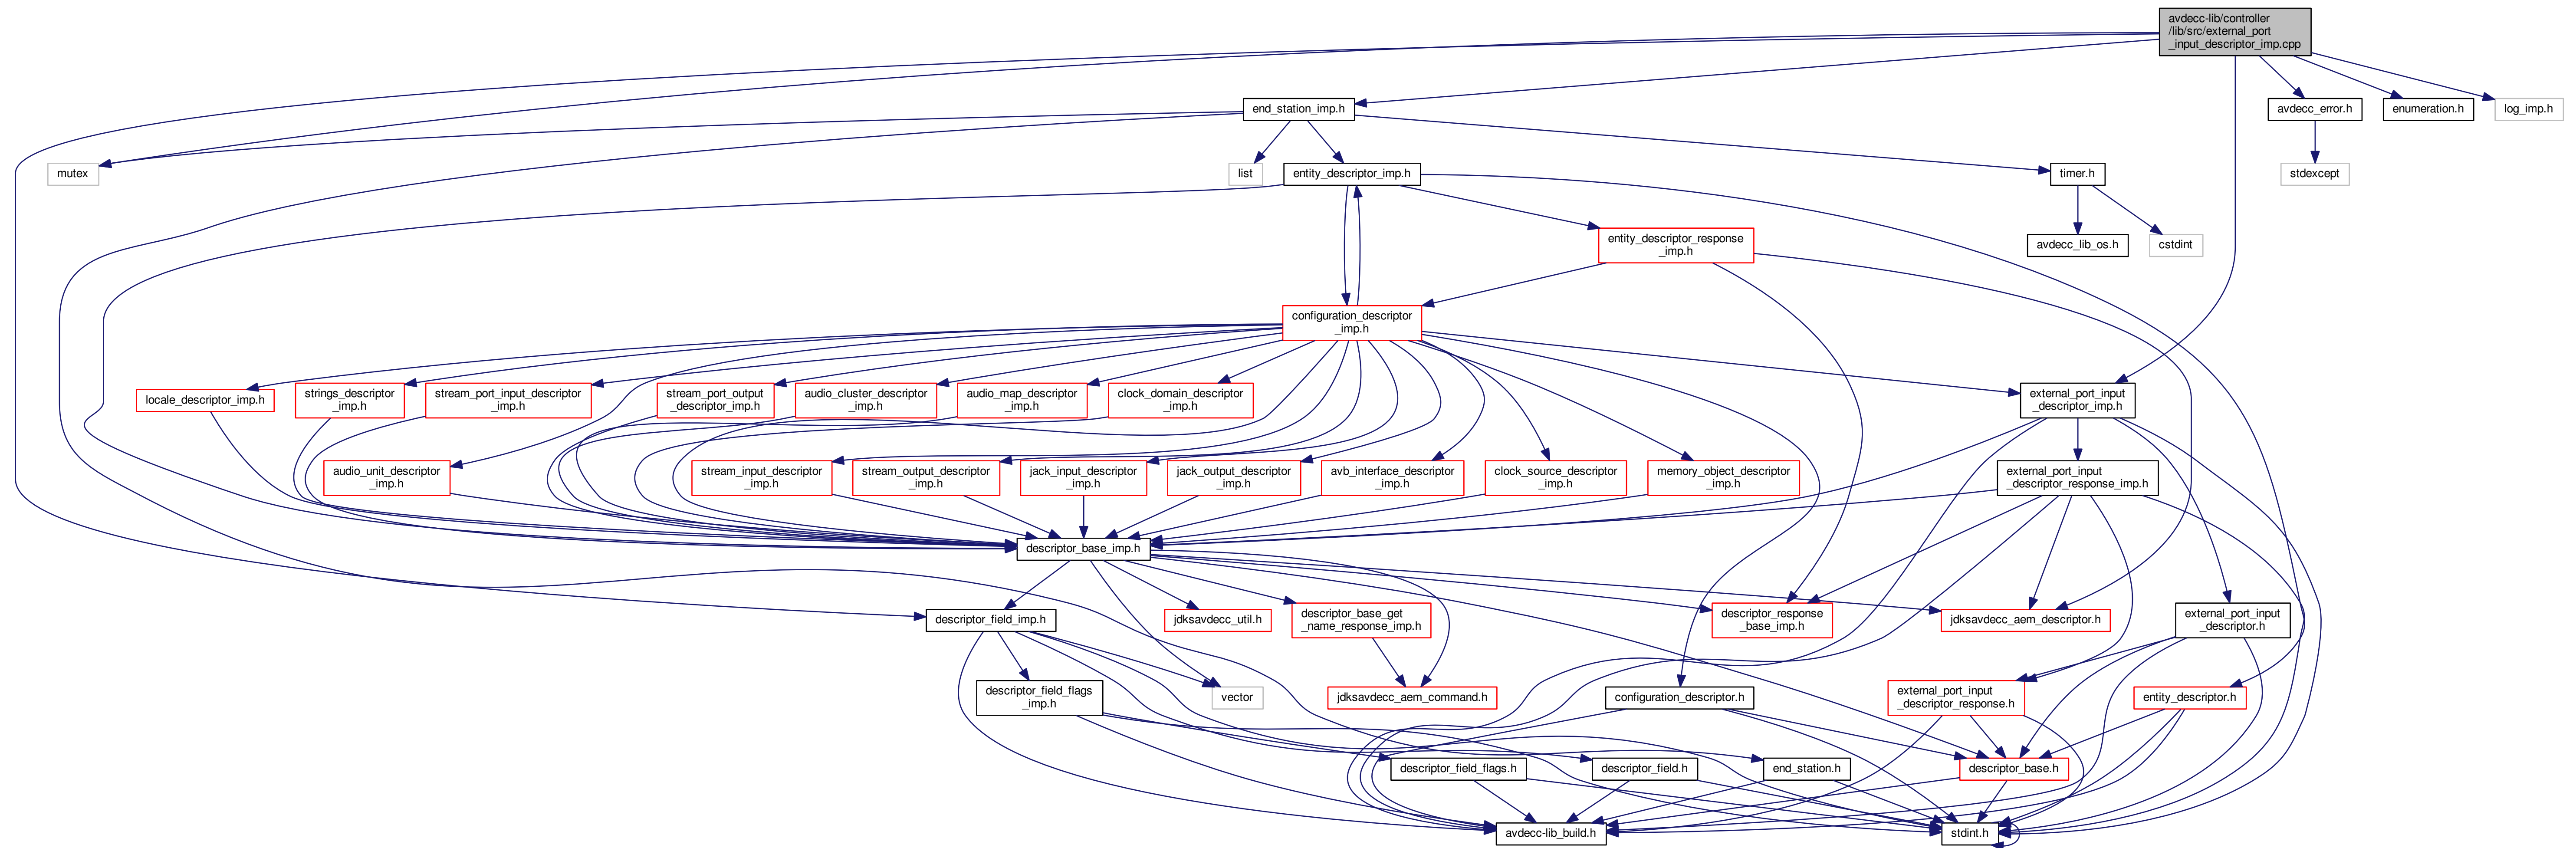 avdecc-lib/controller
/lib/src/external_port
_input_descriptor_imp.cpp
end_station_imp.h
avdecc_error.h
enumeration.h
log_imp.h
mutex
list
entity_descriptor_imp.h
timer.h
stdexcept
entity_descriptor_response
_imp.h
avdecc_lib_os.h
cstdint
configuration_descriptor
_imp.h
locale_descriptor_imp.h
strings_descriptor
_imp.h
stream_port_input_descriptor
_imp.h
stream_port_output
_descriptor_imp.h
audio_cluster_descriptor
_imp.h
audio_map_descriptor
_imp.h
clock_domain_descriptor
_imp.h
external_port_input
_descriptor_imp.h
audio_unit_descriptor
_imp.h
stream_input_descriptor
_imp.h
stream_output_descriptor
_imp.h
jack_input_descriptor
_imp.h
jack_output_descriptor
_imp.h
avb_interface_descriptor
_imp.h
clock_source_descriptor
_imp.h
memory_object_descriptor
_imp.h
external_port_input
_descriptor_response_imp.h
descriptor_base_imp.h
descriptor_field_imp.h
jdksavdecc_util.h
descriptor_base_get
_name_response_imp.h
descriptor_response
_base_imp.h
jdksavdecc_aem_descriptor.h
external_port_input
_descriptor.h
descriptor_field_flags
_imp.h
vector
jdksavdecc_aem_command.h
configuration_descriptor.h
external_port_input
_descriptor_response.h
entity_descriptor.h
descriptor_field_flags.h
descriptor_field.h
end_station.h
descriptor_base.h
avdecc-lib_build.h
stdint.h